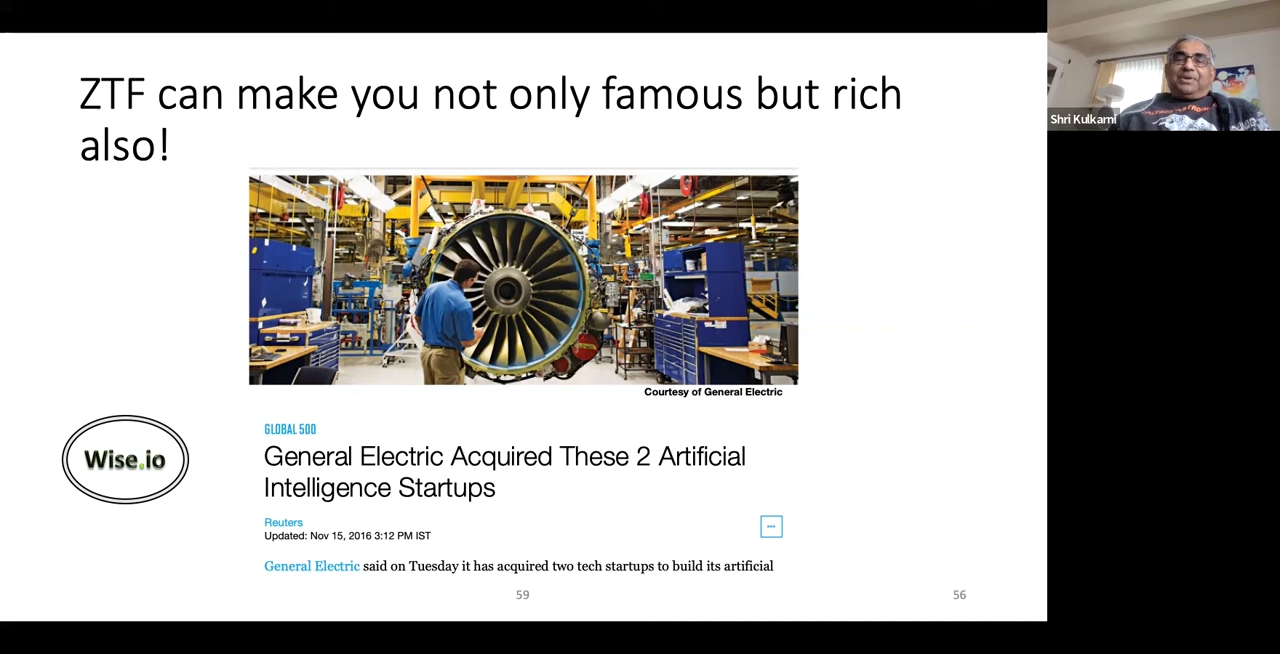 ZTF can make you not only famous but rich
also!
Shri Kulkarni
Courtesy of General Electric
Wise.io
GLOBAL 500
General Electric Acquired These 2 Artificial
Intelligence Startups
Reuters
Updated: Nov 15, 2016 3:12 PM IST
...
General Electric said on Tuesday it has acquired two tech startups to build its artificial
59
56